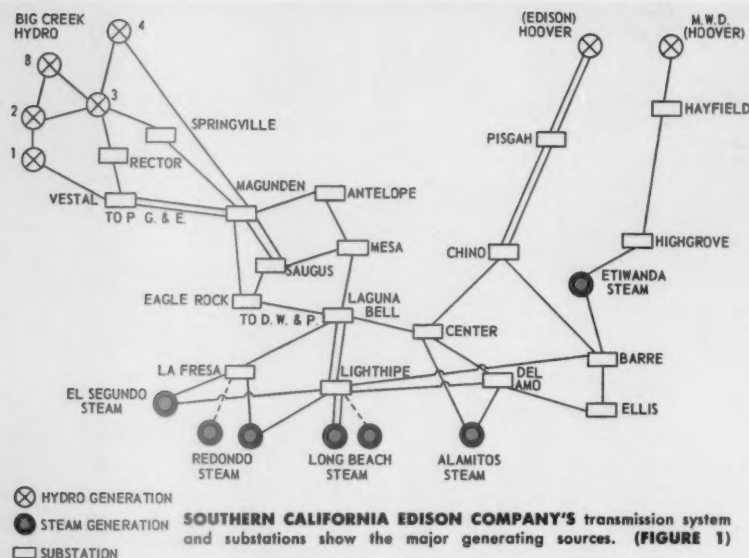 BIG CREEK
HYDRO
4
(EDISON)
HOOVER
M.W.D.
(HOOVER)
8
3
2
1
SPRINGVILLE
HAYFIELD
PISGAH
RECTOR
VESTAL
TO P. G. & E.
MAGUNDEN
ANTELOPE
MESA
CHINO
HIGHGROVE
SAUGUS
ETIWANDA
STEAM
EAGLE ROCK
TO D. W. & P.
LAGUNA
BELL
CENTER
BARRE
LA FRESA
LIGHTHIPE
DEL
AMO
ELLIS
EL SEGUNDO
STEAM
REDONDO
STEAM
LONG BEACH
STEAM
ALAMITOS
STEAM
HYDRO GENERATION
STEAM GENERATION
SUBSTATION
SOUTHERN CALIFORNIA EDISON COMPANY'S transmission system
and substations show the major generating sources. (FIGURE 1)